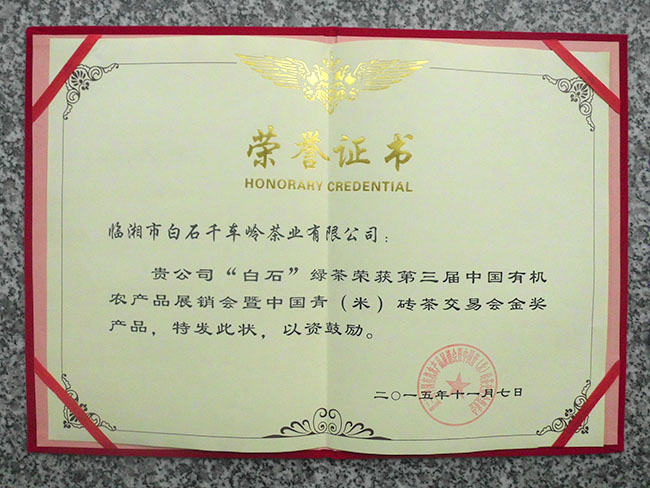 荣誉证书
HONORARY CREDENTIAL
临湘市白石千车岭茶业有限公司：
贵公司“白石”绿茶荣获第三届中国有机
农产品展销会暨中国青（米）砖茶交易会金奖
产品，特发此状，以资鼓励。
二〇一五年十一月七日